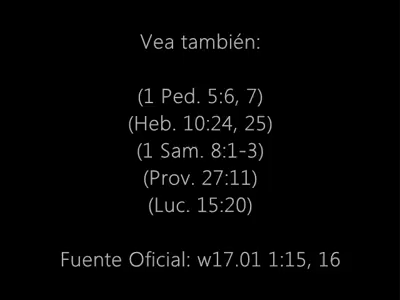 Vea también:
(1 Ped. 5:6, 7)
(Heb. 10:24, 25)
(1 Sam. 8:1-3)
(Prov. 27:11)
(Luc. 15:20)
Fuente Oficial: w17.01 1:15, 16